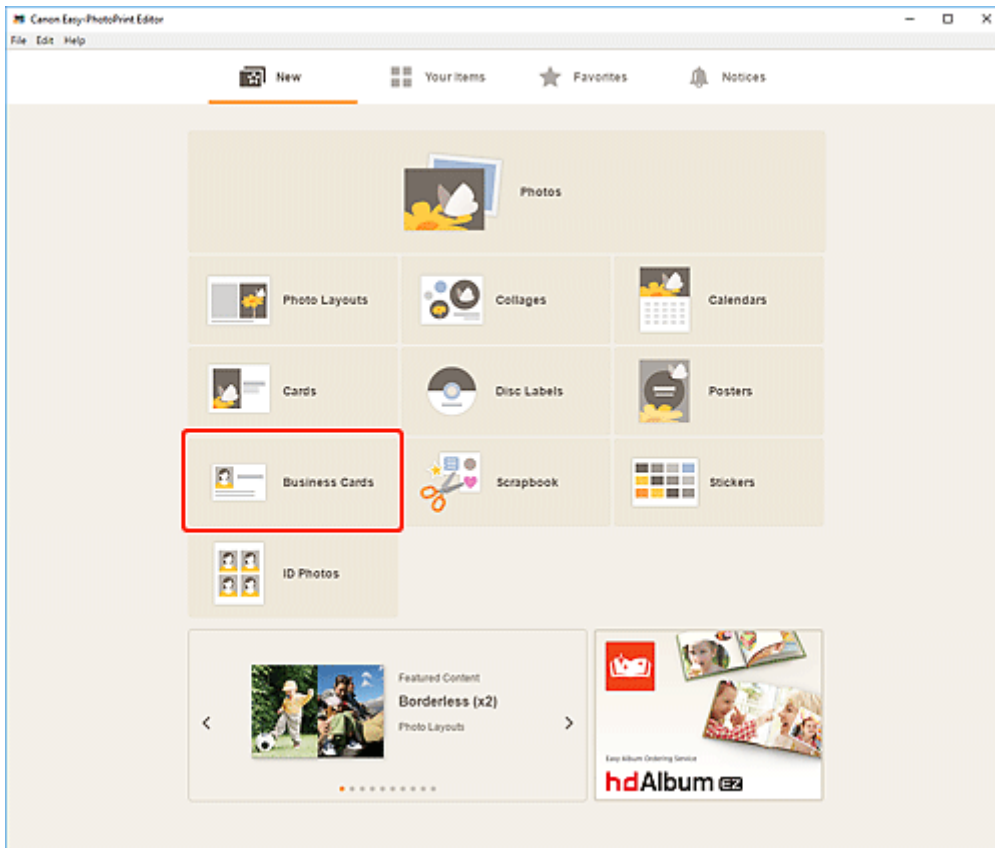 Canon Easy-PhotoPrint Editor
File Edit Help
New Your Items Favorites Notices
Photos
Photo Layouts Collages Calendars
Cards Disc Labels Posters
Business Cards Scrapbook Stickers
ID Photos
Featured Content
Borderless (x2)
Photo Layouts
Easy Album Ordering Service
hdAlbum EZ